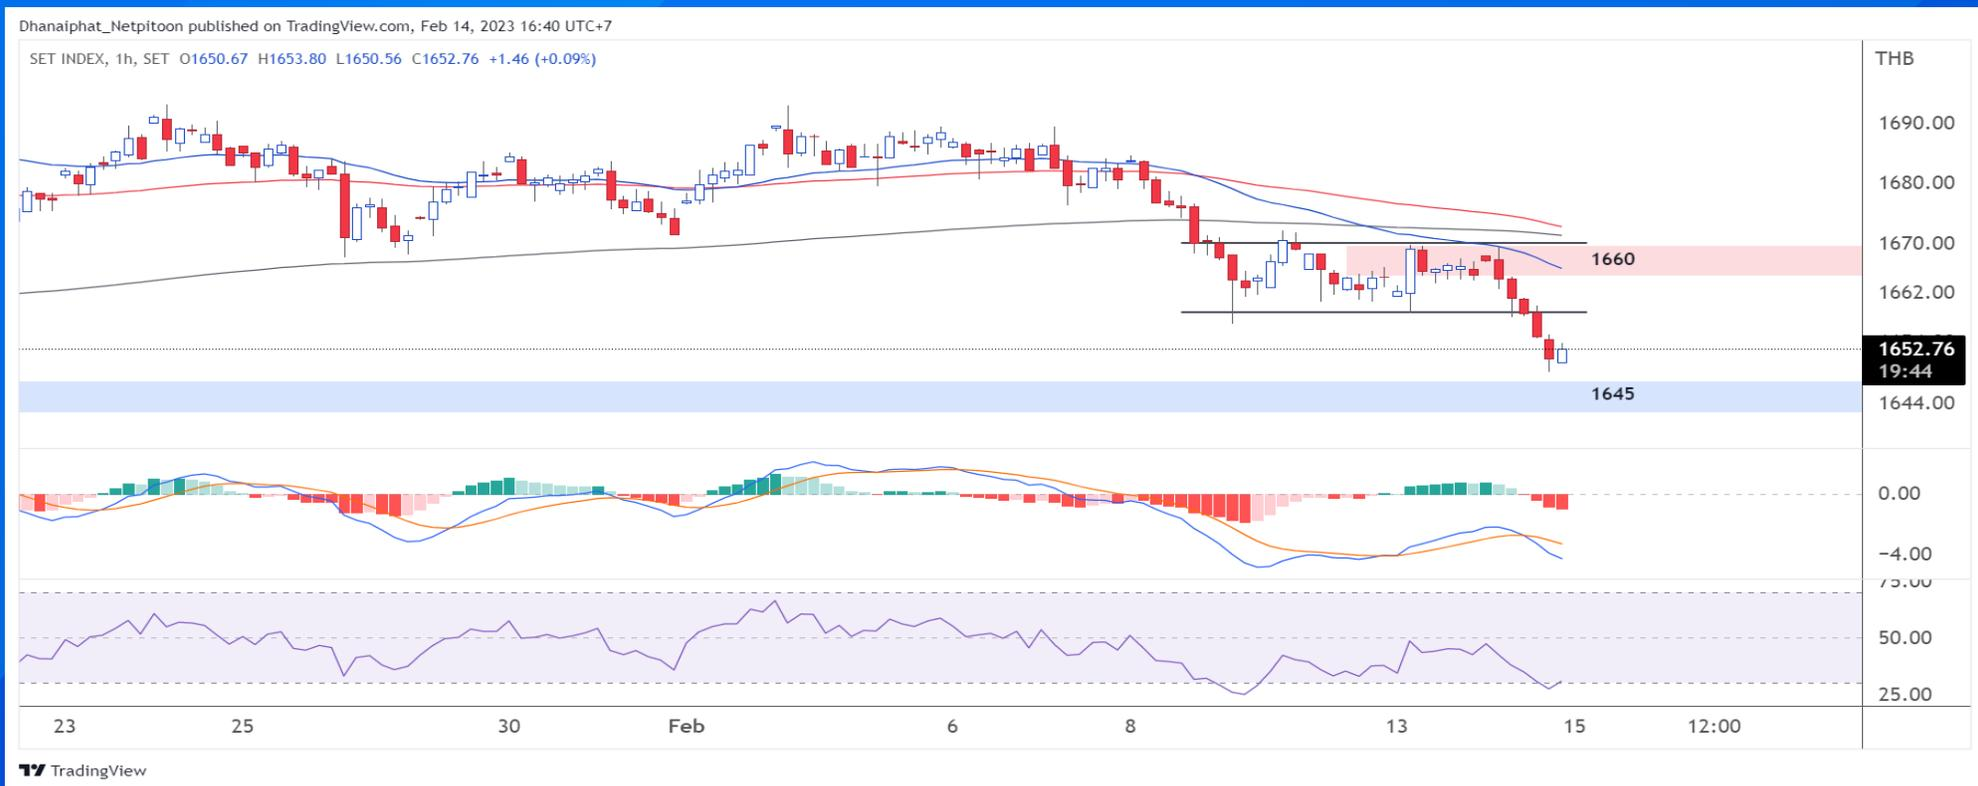 Dhanaiphat_Netpitoon published on TradingView.com, Feb 14, 2023 16:40 UTC+7
SET INDEX, 1h, SET O1650.67 H1653.80 L1650.56 C1652.76 +1.46 (+0.09%)
THB
1690.00
1680.00
1670.00
1660
1662.00
1652.76
19:44
1645
1644.00
0.00
−4.00
75.00
50.00
25.00
23 25 30 Feb 6 8 13 15 12:00
TradingView